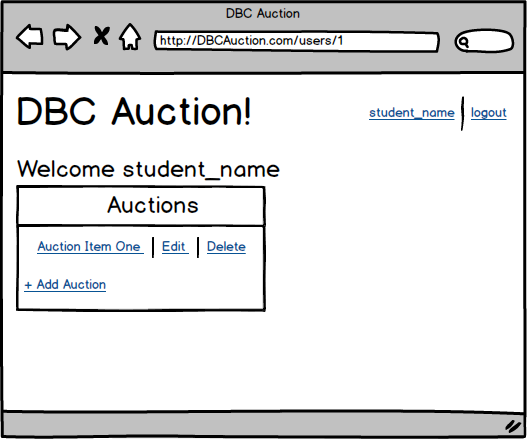 DBC Auction
http://DBCAuction.com/users/1
DBC Auction!
student_name | logout
Welcome student_name
Auctions
Auction Item One | Edit | Delete
+ Add Auction